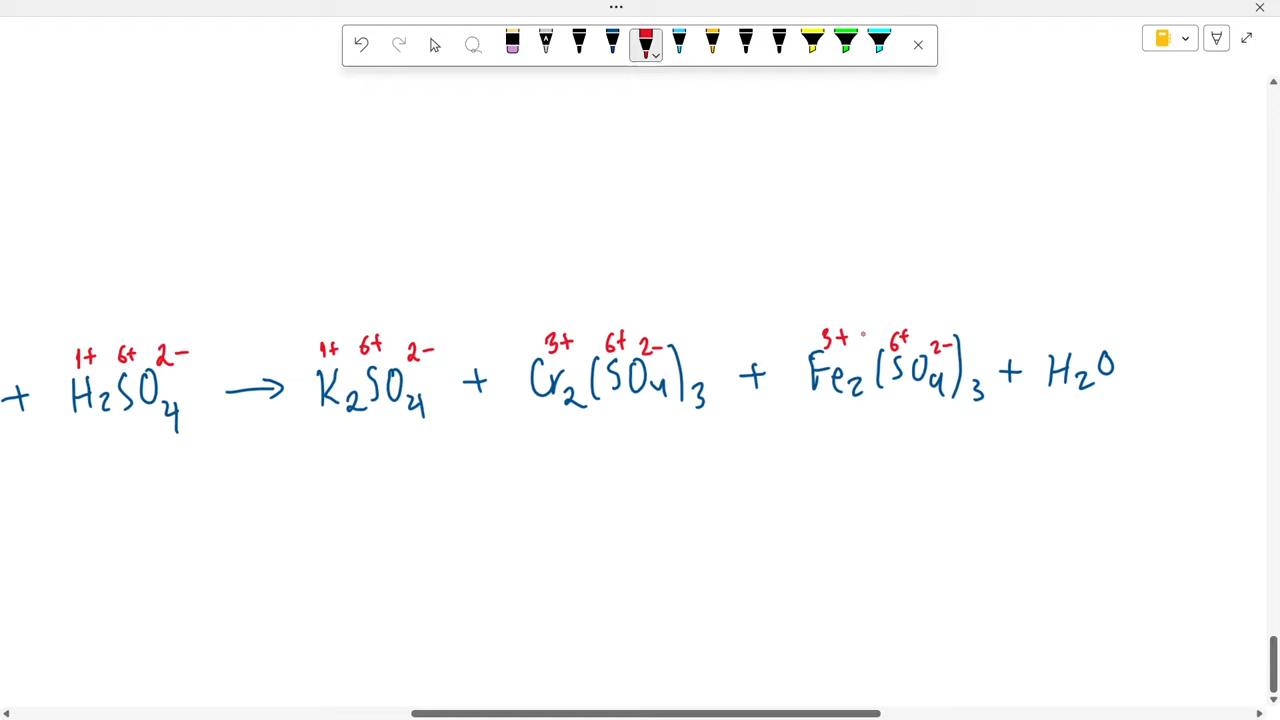 1+ 6+ 2− 1+ 6+ 2− 3+ 6+ 2− 3+ 6+ 2−
+ H2SO4 → K2SO4 + Cr2(SO4)3 + Fe2(SO4)3 + H2O